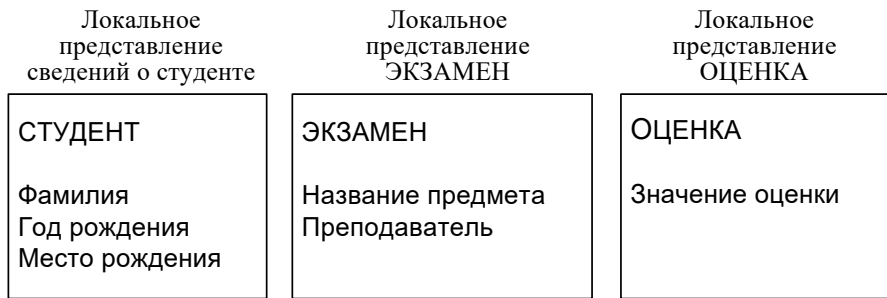 Локальное
представление
сведений о студенте
СТУДЕНТ
Фамилия
Год рождения
Место рождения
Локальное
представление
ЭКЗАМЕН
ЭКЗАМЕН
Название предмета
Преподаватель
Локальное
представление
ОЦЕНКА
ОЦЕНКА
Значение оценки